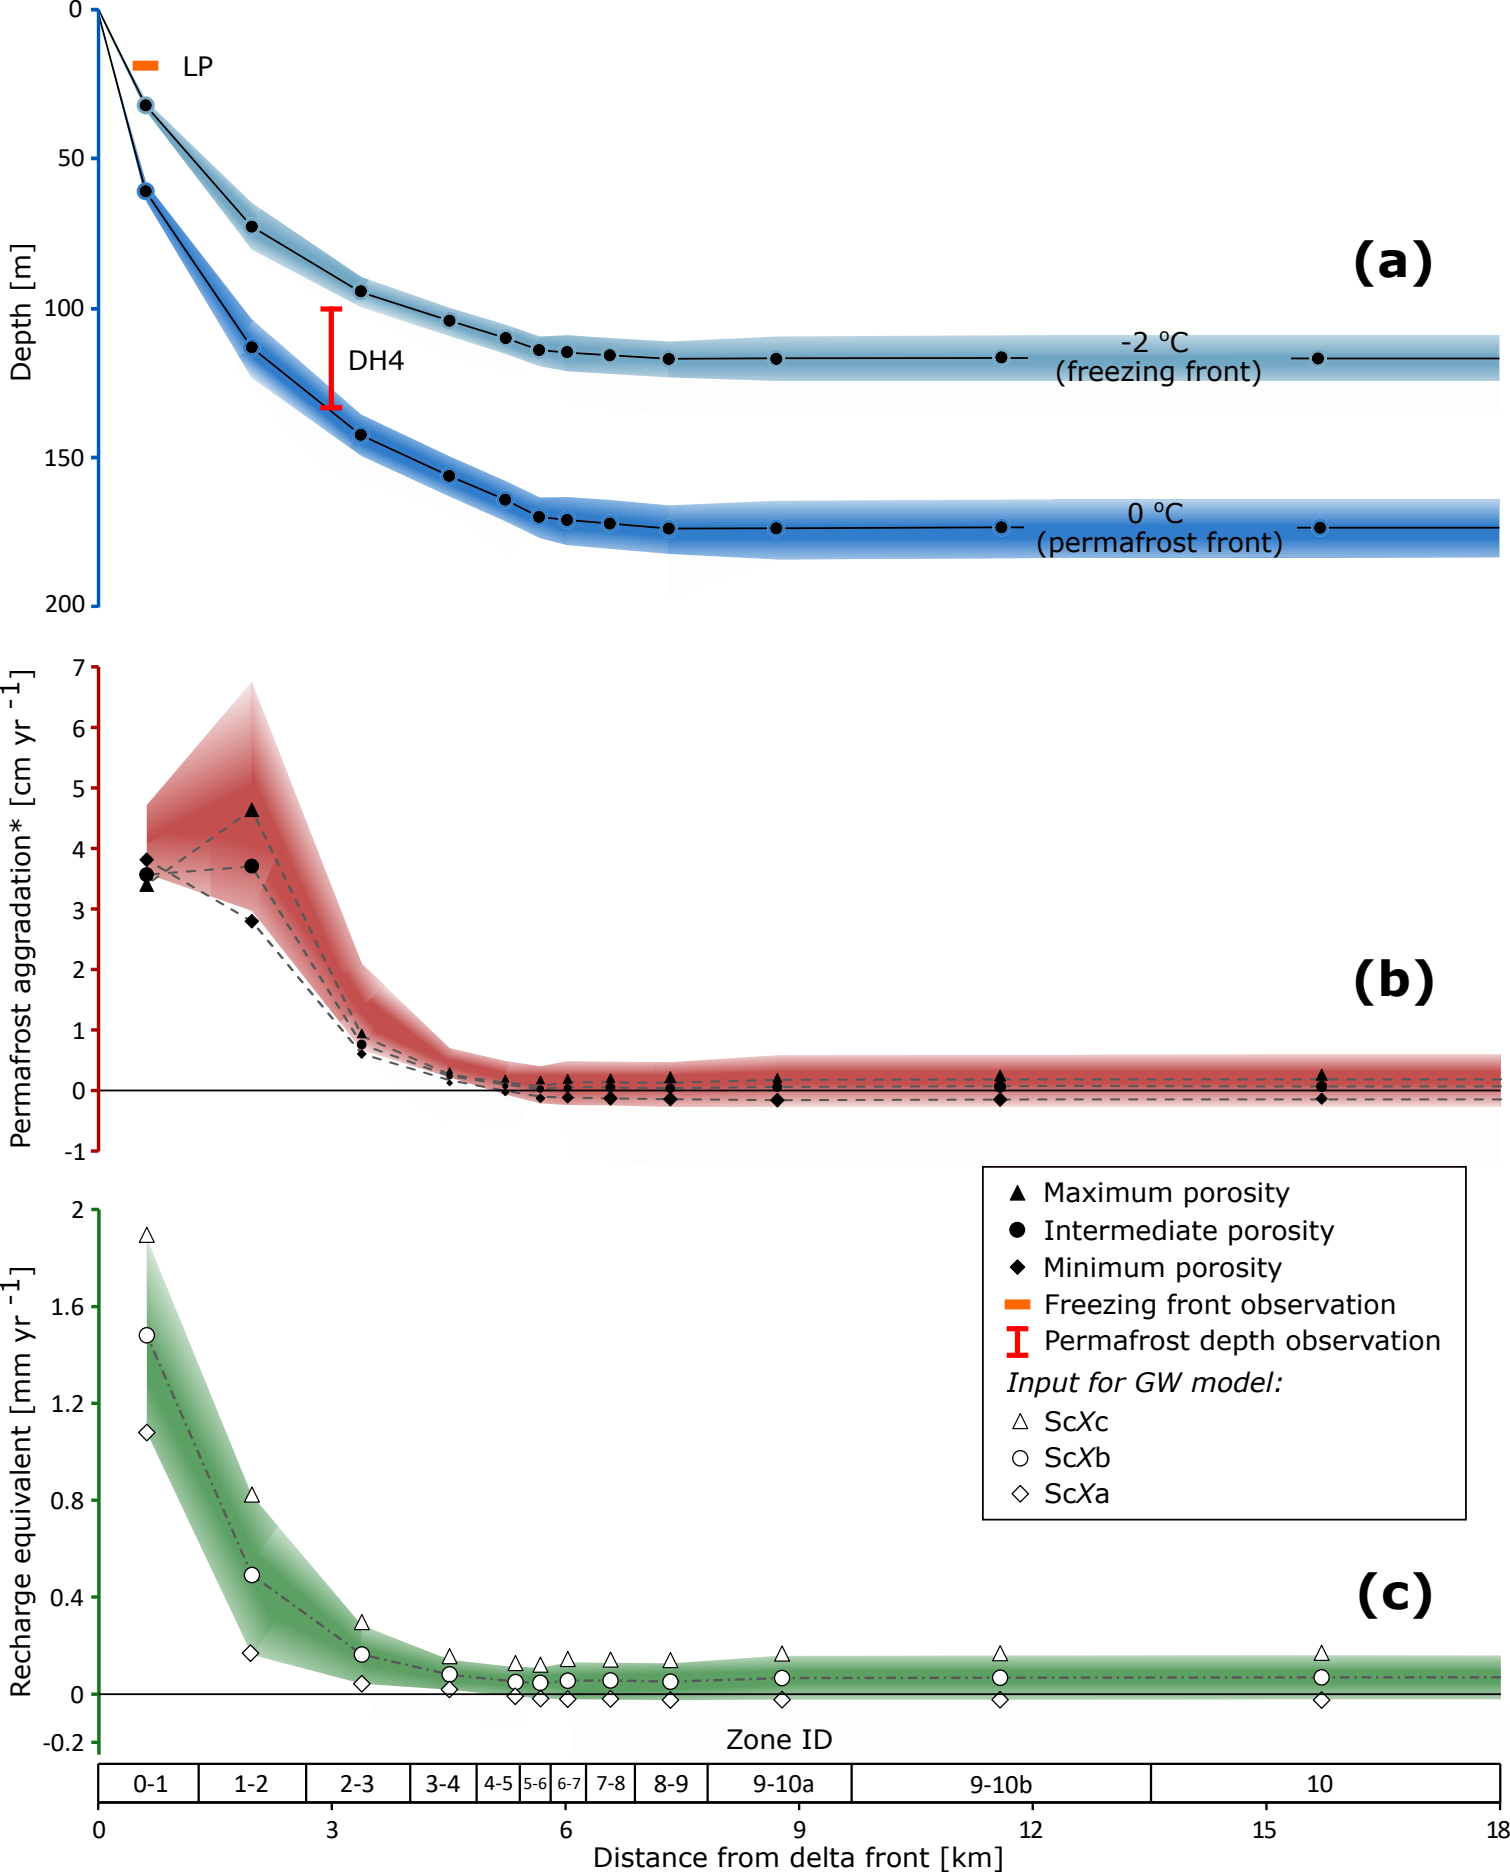 0
50
100
150
200
Depth [m]
LP
DH4
(a)
-2 ºC
(freezing front)
0 ºC
(permafrost front)
7
6
5
4
3
2
1
0
-1
Permafrost aggradation* [cm yr -1]
(b)
Maximum porosity
Intermediate porosity
Minimum porosity
Freezing front observation
Permafrost depth observation
Input for GW model:
ScXc
ScXb
ScXa
2
1.6
1.2
0.8
0.4
0
-0.2
Recharge equivalent [mm yr -1]
(c)
Zone ID
0-1 1-2 2-3 3-4 4-5 5-6 6-7 7-8 8-9 9-10a 9-10b 10
0 3 6 9 12 15 18
Distance from delta front [km]